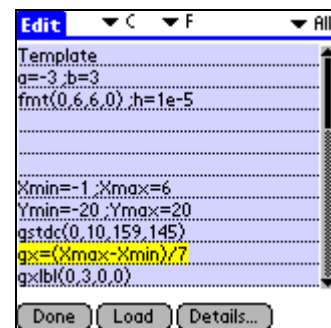 Edit ▼ C ▼ F ▼ All
Template
a=-3 ;b=3
fmt(0,6,6,0) ;h=1e-5
Xmin=-1 ;Xmax=6
Ymin=-20 ;Ymax=20
gstdc(0,10,159,145)
gx=(Xmax-Xmin)/7
gxlbl(0,3,0,0)
Done Load Details...